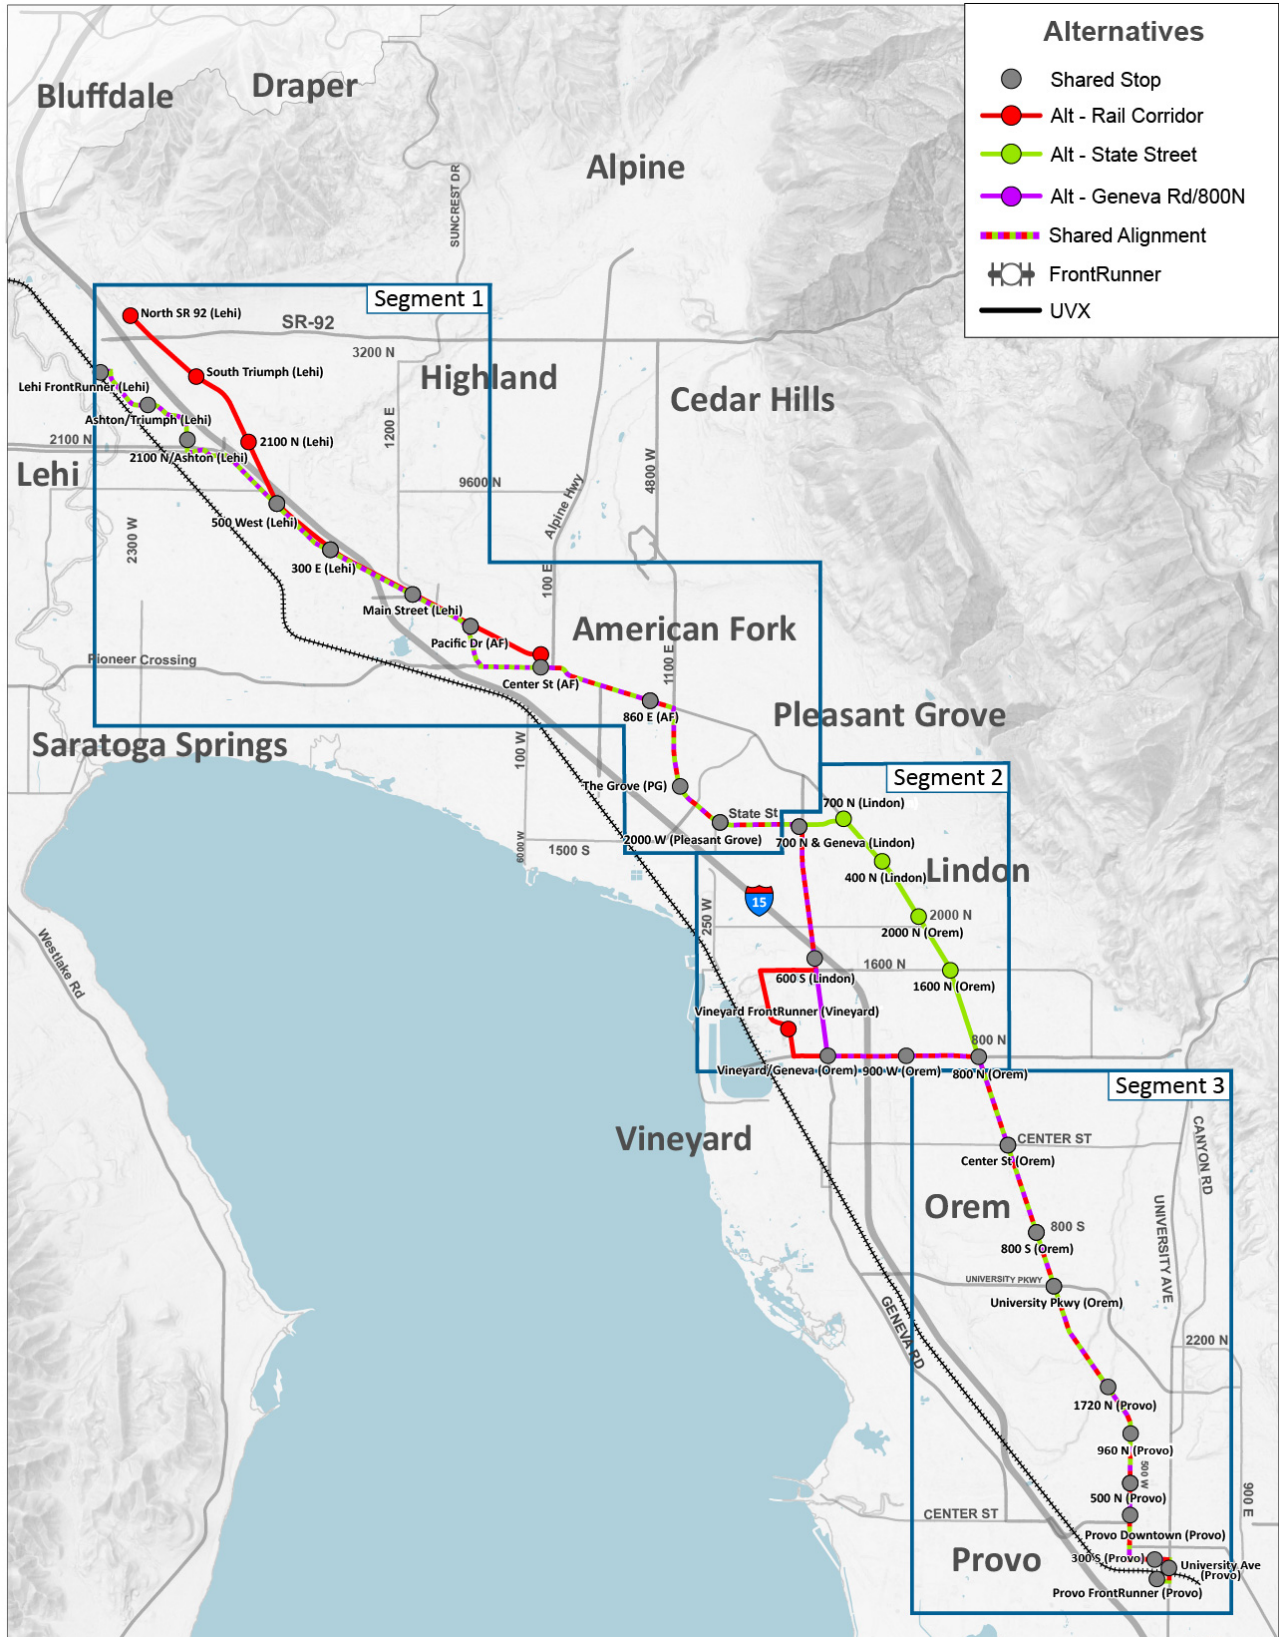 Alternatives
Shared Stop
Alt - Rail Corridor
Alt - State Street
Alt - Geneva Rd/800N
Shared Alignment
FrontRunner
UVX
Bluffdale
Draper
Alpine
SUNCREST DR
Segment 1
North SR 92 (Lehi)
SR-92
3200 N
South Triumph (Lehi)
Highland
Lehi FrontRunner (Lehi)
Cedar Hills
Ashton/Triumph (Lehi)
1200 E
2100 N
2100 N (Lehi)
2100 N/Ashton (Lehi)
Lehi
4800 W
9600 N
Alpine Hwy
500 West (Lehi)
2300 W
300 E (Lehi)
100 E
Main Street (Lehi)
American Fork
Pacific Dr (AF)
Pioneer Crossing
1100 E
Center St (AF)
860 E (AF)
Pleasant Grove
Saratoga Springs
100 W
Segment 2
The Grove (PG)
700 N (Lindon)
State St
2000 W (Pleasant Grove)
700 N & Geneva (Lindon)
6000 W
1500 S
Lindon
400 N (Lindon)
15
250 W
2000 N
2000 N (Orem)
Westlake Rd
1600 N
600 S (Lindon)
1600 N (Orem)
Vineyard FrontRunner (Vineyard)
800 N
Vineyard/Geneva (Orem)
900 W (Orem)
800 N (Orem)
Segment 3
Vineyard
CENTER ST
CANYON RD
Center St (Orem)
Orem
UNIVERSITY AVE
800 S
800 S (Orem)
UNIVERSITY PKWY
University Pkwy (Orem)
GENEVA RD
2200 N
1720 N (Provo)
960 N (Provo)
500 W
500 N (Provo)
900 E
CENTER ST
Provo Downtown (Provo)
Provo
300 S (Provo)
University Ave
(Provo)
Provo FrontRunner (Provo)